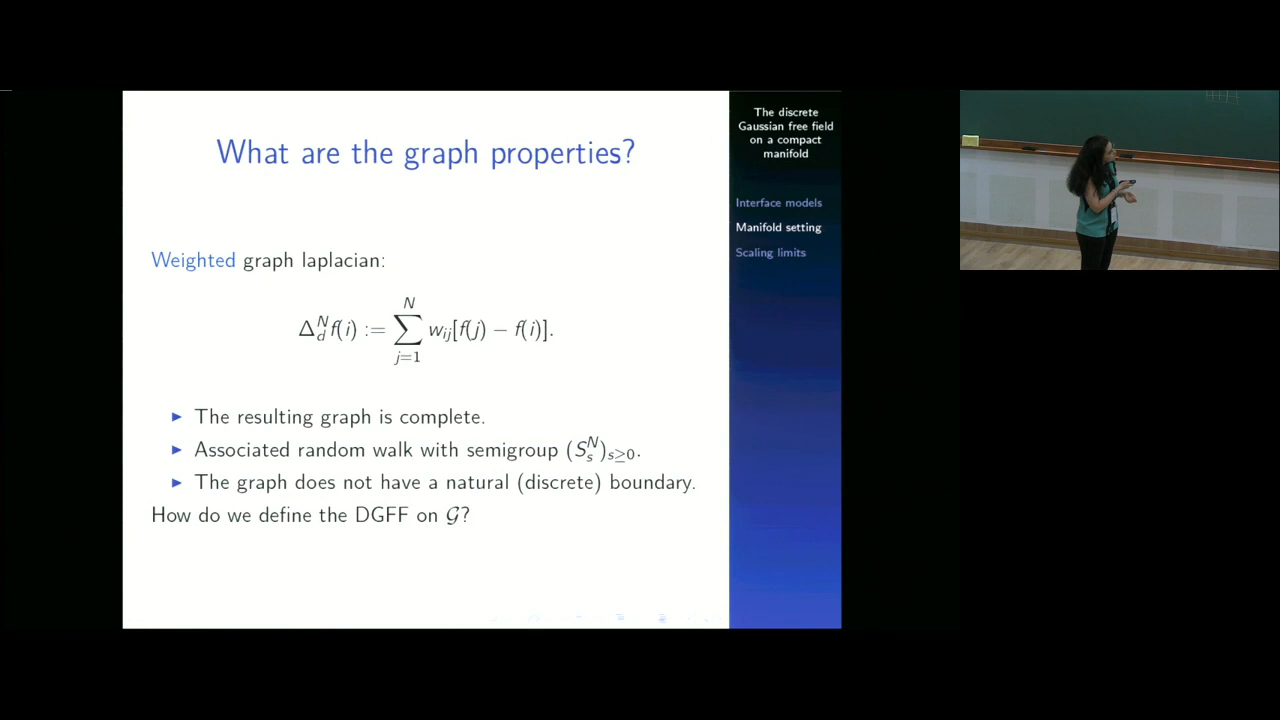 What are the graph properties?
Weighted graph laplacian:
Δ_d^N f(i) := ∑_{j=1}^{N} w_{ij}[f(j) − f(i)].
▶ The resulting graph is complete.
▶ Associated random walk with semigroup (S_s^N)_{s≥0}.
▶ The graph does not have a natural (discrete) boundary.
How do we define the DGFF on 𝒢?
The discrete
Gaussian free field
on a compact
manifold
Interface models
Manifold setting
Scaling limits